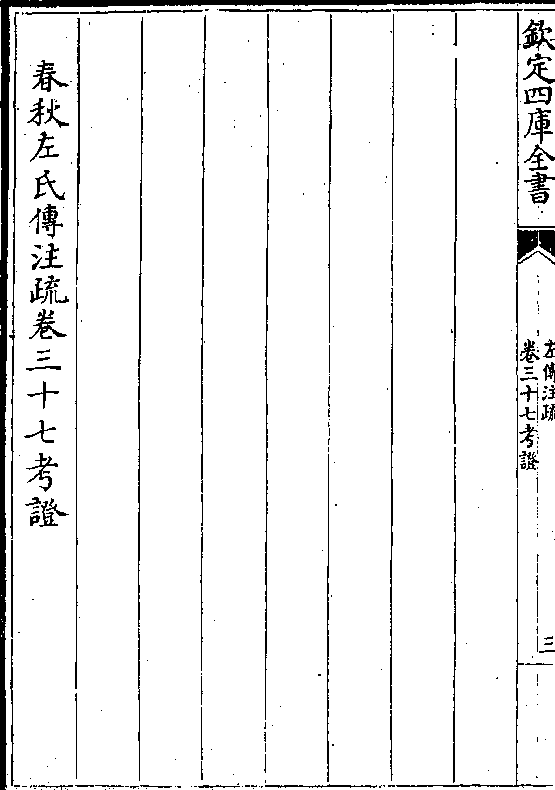 欽定四庫全書
左傳注疏
卷三十七考證
三
春秋左氏傳注疏卷三十七考證